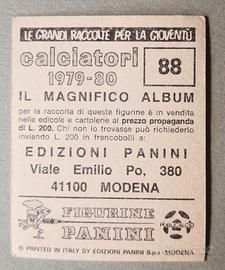 LE GRANDI RACCOLTE PER LA GIOVENTÙ
calciatori
1979-80
88
IL MAGNIFICO ALBUM
per la raccolta di queste figurine è in vendita
nelle edicole e cartolerie al prezzo propaganda
di L. 200. Chi non lo trovasse può richiederlo
inviando L. 200 in francobolli a:
EDIZIONI PANINI
Viale Emilio Po, 380
41100 MODENA
FIGURINE
PANINI
© PRINTED IN ITALY BY EDIZIONI PANINI S.p.A - MODENA